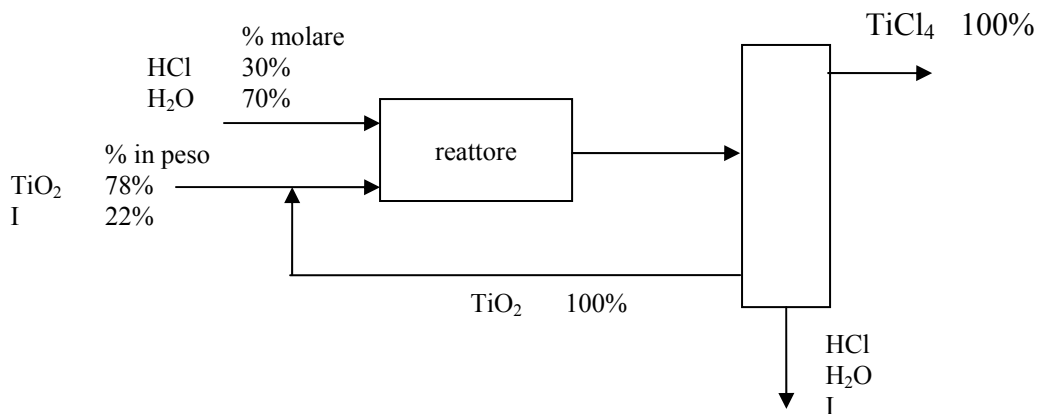 TiCl₄ 100%
% molare
HCl 30%
H₂O 70%
reattore
% in peso
TiO₂ 78%
I 22%
TiO₂ 100%
HCl
H₂O
I